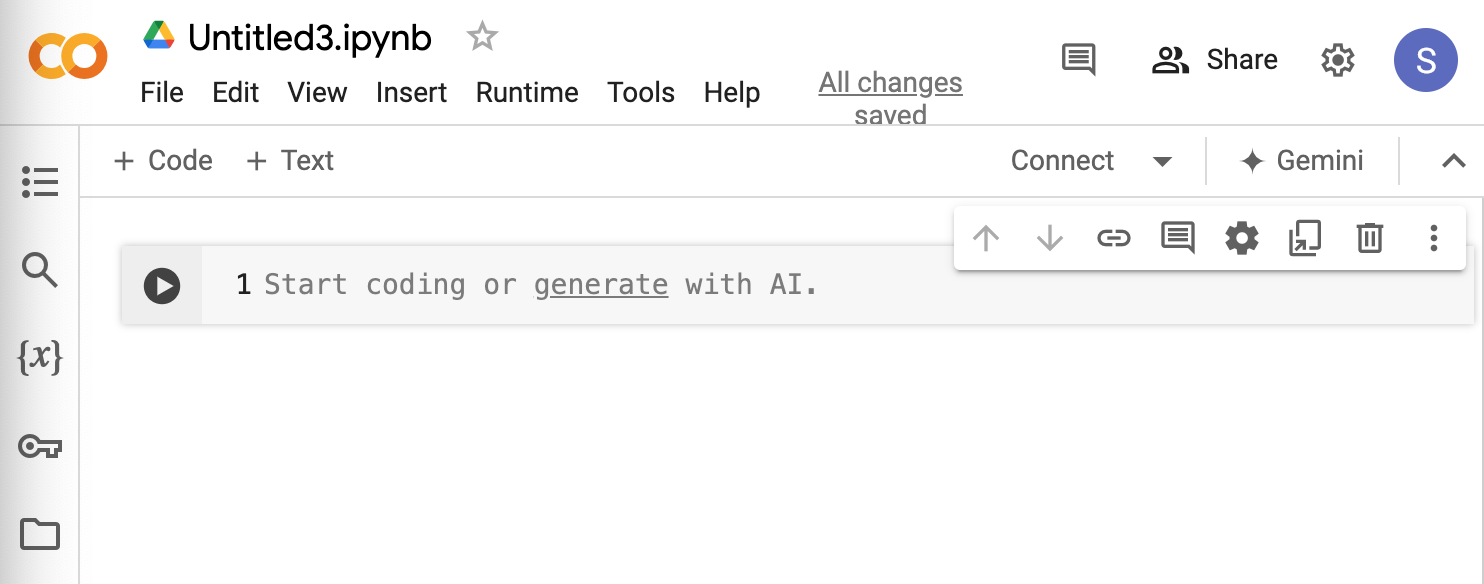 Untitled3.ipynb
File Edit View Insert Runtime Tools Help
All changes
saved
Share
S
+ Code + Text
Connect
Gemini
1 Start coding or generate with AI.
{x}